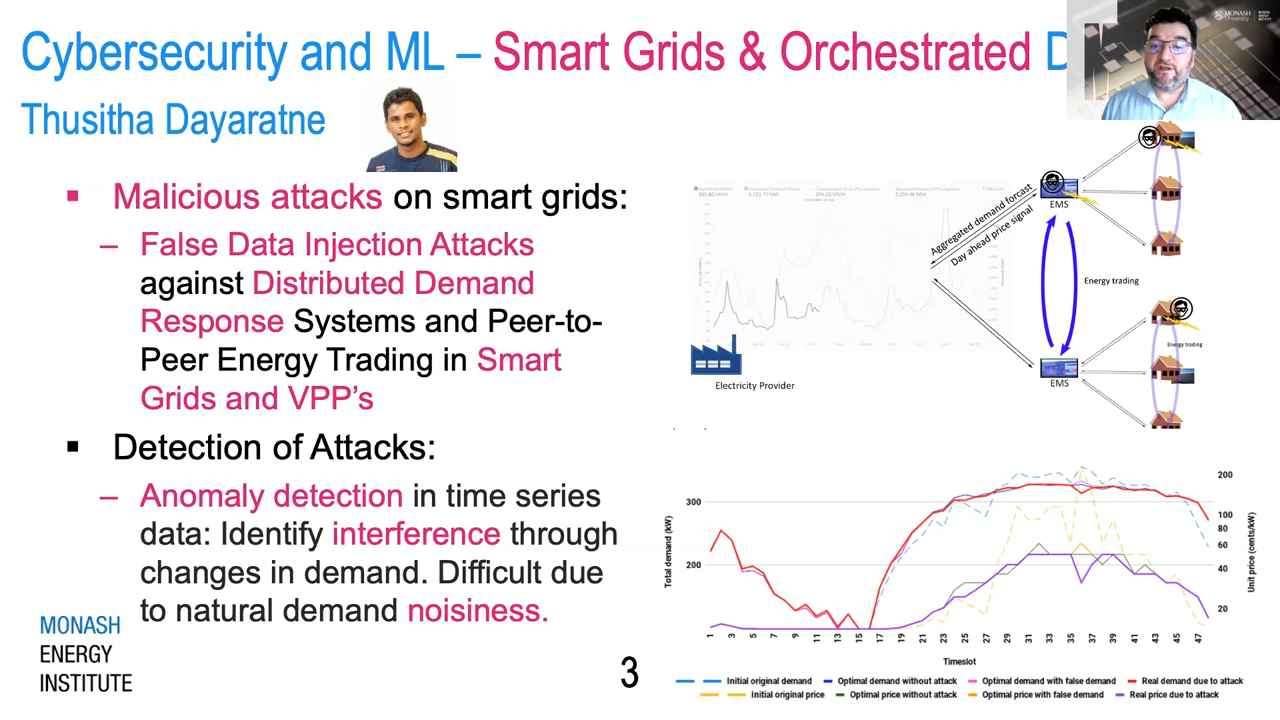 Cybersecurity and ML – Smart Grids & Orchestrated D
MONASH
University
MONASH
ENERGY
INSTITUTE
Thusitha Dayaratne
▪ Malicious attacks on smart grids:
– False Data Injection Attacks
against Distributed Demand
Response Systems and Peer-to-
Peer Energy Trading in Smart
Grids and VPP's
▪ Detection of Attacks:
– Anomaly detection in time series
data: Identify interference through
changes in demand. Difficult due
to natural demand noisiness.
MONASH
ENERGY
INSTITUTE
3
Aggregated demand forcast
Day ahead price signal
EMS
Energy trading
Energy trading
EMS
Electricity Provider
Total demand (kW)
300
200
200
100
80
60
40
20
Unit price (cents/kW)
1 3 5 7 9 11 13 15 17 19 21 23 25 27 29 31 33 35 37 39 41 43 45 47
Timeslot
Initial original demand Optimal demand without attack Optimal demand with false demand Real demand due to attack
Initial original price Optimal price without attack Optimal price with false demand Real price due to attack